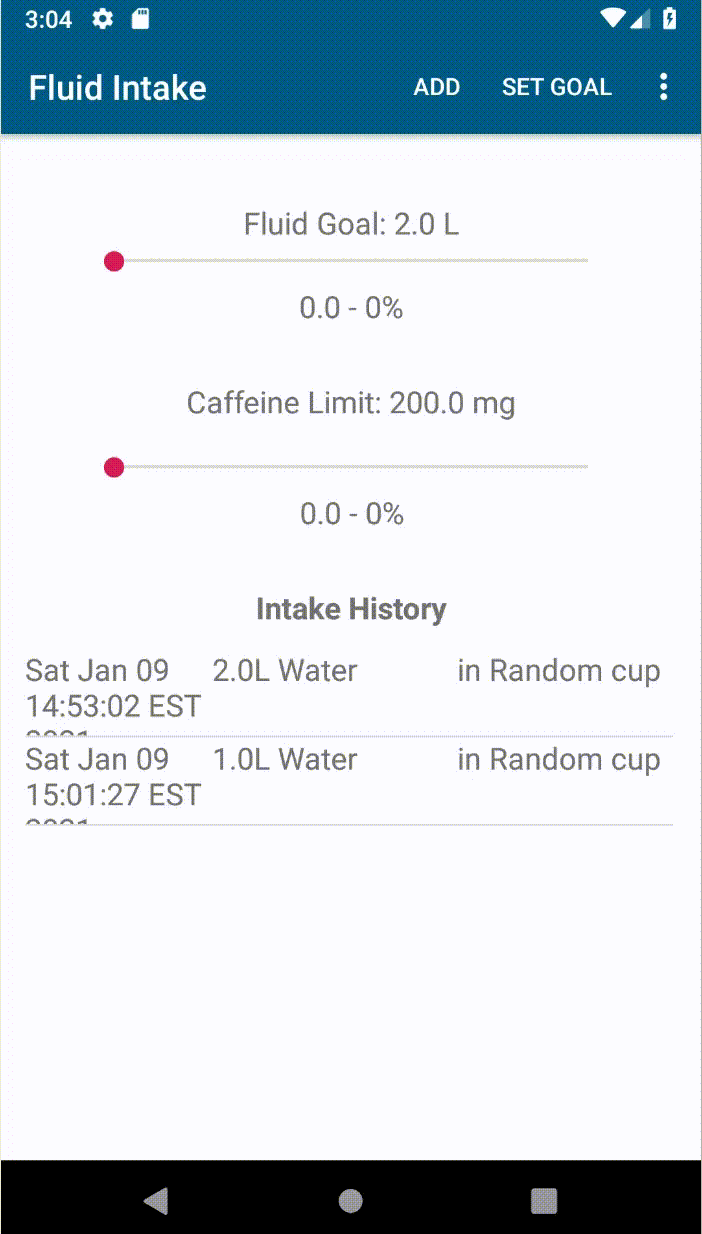 3:04
Fluid Intake ADD SET GOAL
Fluid Goal: 2.0 L
0.0 - 0%
Caffeine Limit: 200.0 mg
0.0 - 0%
Intake History
Sat Jan 09 2.0L Water in Random cup
14:53:02 EST
Sat Jan 09 1.0L Water in Random cup
15:01:27 EST